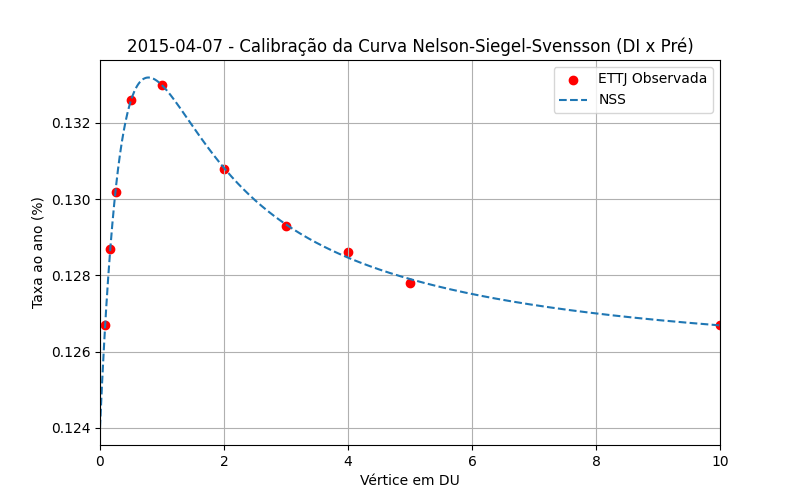 2015-04-07 - Calibração da Curva Nelson-Siegel-Svensson (DI x Pré)
ETTJ Observada
NSS
0.132
0.130
0.128
0.126
0.124
Taxa ao ano (%)
0 2 4 6 8 10
Vértice em DU